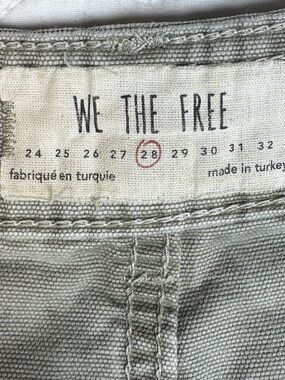 WE THE FREE
24 25 26 27 28 29 30 31 32
fabriqué en turquie made in turkey